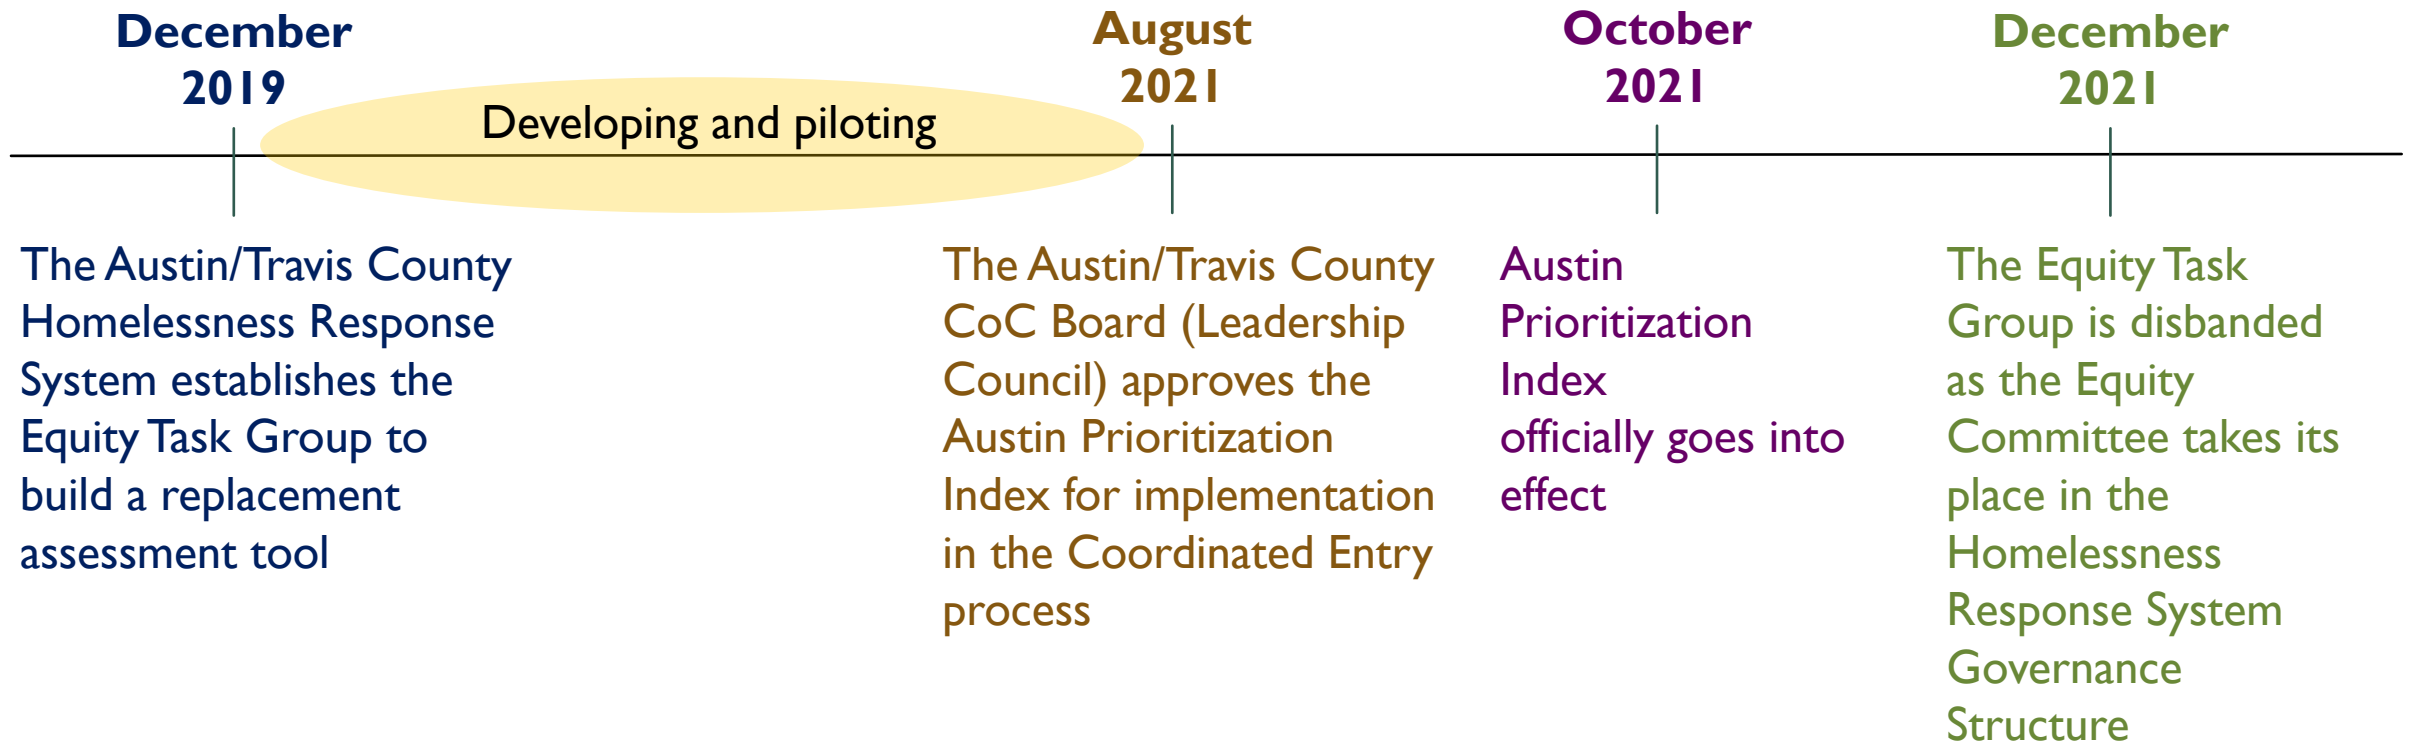 December
2019
The Austin/Travis County
Homelessness Response
System establishes the
Equity Task Group to
build a replacement
assessment tool
Developing and piloting
August
2021
The Austin/Travis County
CoC Board (Leadership
Council) approves the
Austin Prioritization
Index for implementation
in the Coordinated Entry
process
October
2021
Austin
Prioritization
Index
officially goes into
effect
December
2021
The Equity Task
Group is disbanded
as the Equity
Committee takes its
place in the
Homelessness
Response System
Governance
Structure